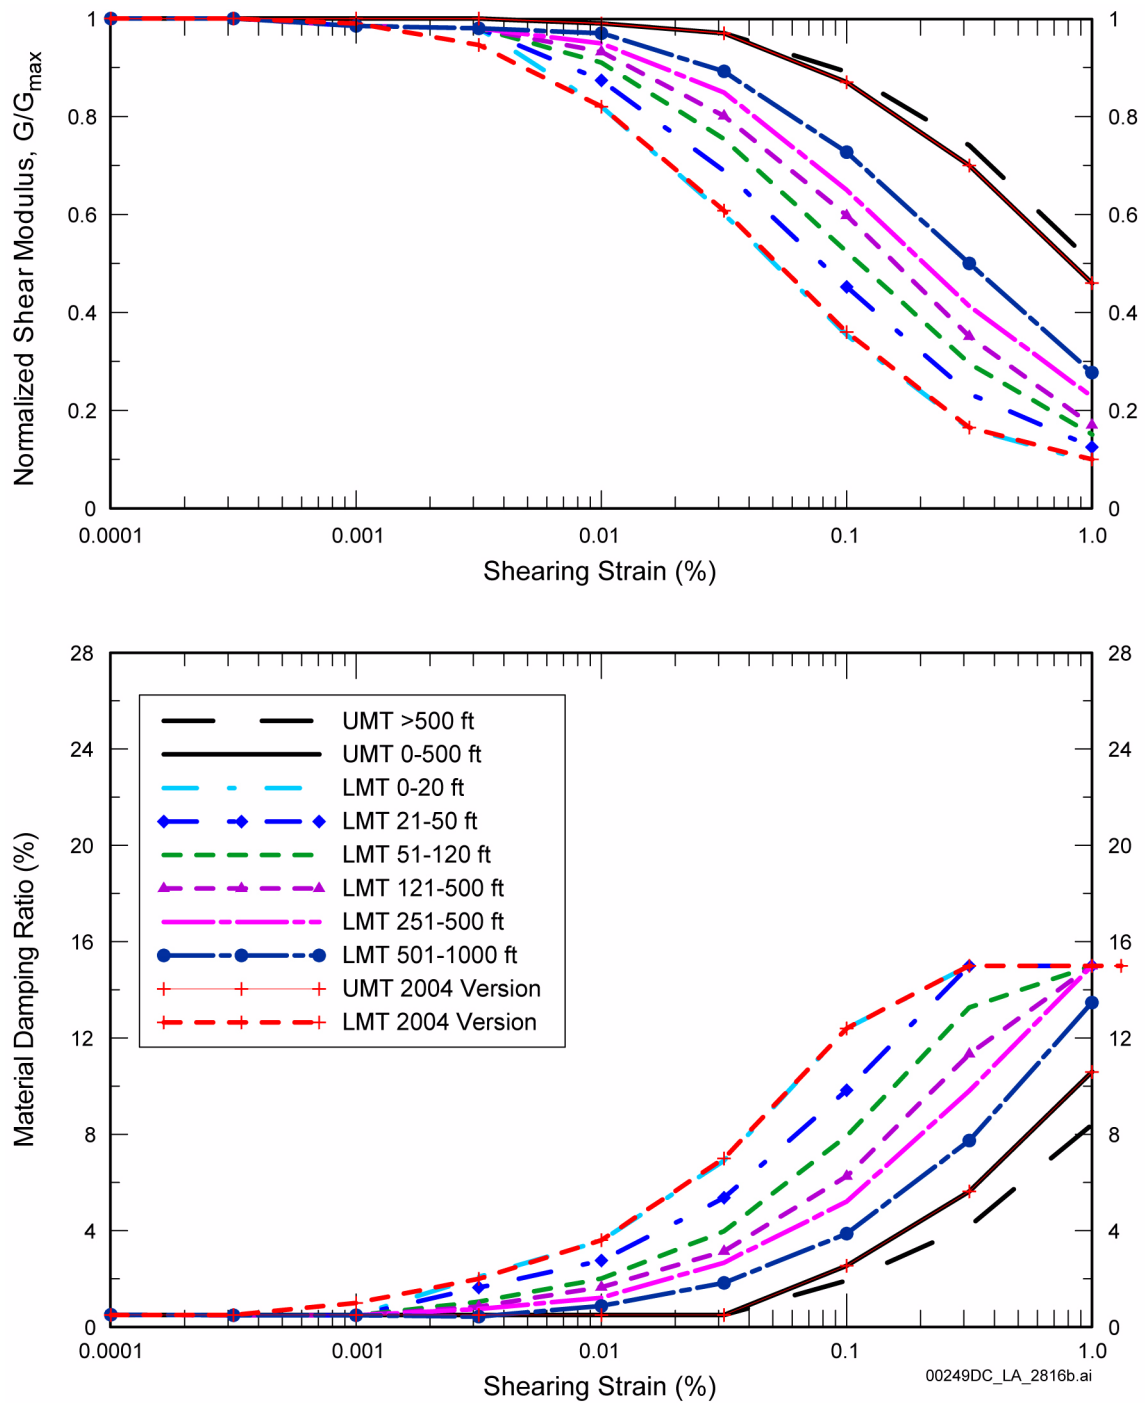 Normalized Shear Modulus, G/Gmax
1
0.8
0.6
0.4
0.2
0
1
0.8
0.6
0.4
0.2
0
0.0001
0.001
0.01
0.1
1.0
Shearing Strain (%)
Material Damping Ratio (%)
28
24
20
16
12
8
4
0
28
24
20
16
12
8
4
0
UMT >500 ft
UMT 0-500 ft
LMT 0-20 ft
LMT 21-50 ft
LMT 51-120 ft
LMT 121-500 ft
LMT 251-500 ft
LMT 501-1000 ft
UMT 2004 Version
LMT 2004 Version
0.0001
0.001
0.01
0.1
1.0
Shearing Strain (%)
00249DC_LA_2816b.ai